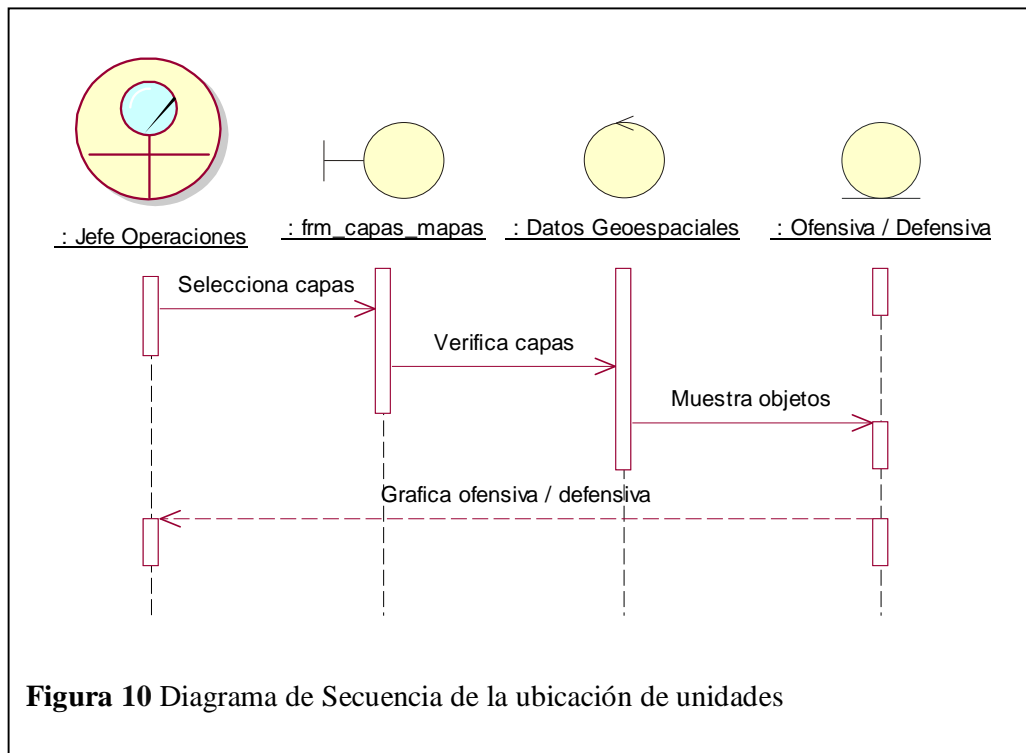 : Jefe Operaciones
: frm_capas_mapas
: Datos Geoespaciales
: Ofensiva / Defensiva
Selecciona capas
Verifica capas
Muestra objetos
Grafica ofensiva / defensiva
Figura 10 Diagrama de Secuencia de la ubicación de unidades